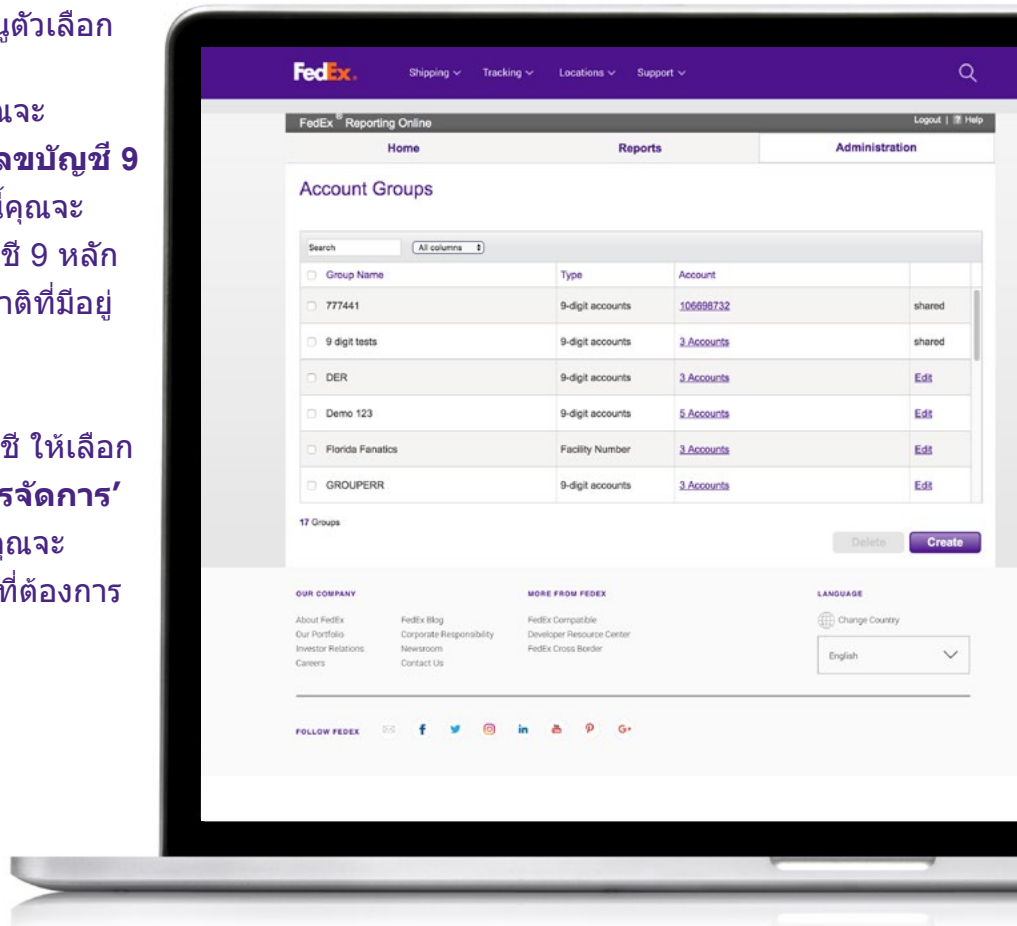 นูตัวเลือก
ณจะ
ลขบัญชี 9
นี้คุณจะ
ชี 9 หลัก
าติที่มีอยู่
ชี ให้เลือก
รจัดการ’
คุณจะ
ที่ต้องการ
FedEx. Shipping Tracking Locations Support
FedEx® Reporting Online Logout | ? Help
Home Reports Administration
Account Groups
Search All columns
Group Name Type Account
777441 9-digit accounts 106698732 shared
9 digit tests 9-digit accounts 3 Accounts shared
DER 9-digit accounts 3 Accounts Edit
Demo 123 9-digit accounts 5 Accounts Edit
Florida Fanatics Facility Number 3 Accounts Edit
GROUPERR 9-digit accounts 3 Accounts Edit
17 Groups
Delete Create
OUR COMPANY MORE FROM FEDEX LANGUAGE
About FedEx FedEx Blog FedEx Compatible Change Country
Our Portfolio Corporate Responsibility Developer Resource Center
Investor Relations Newsroom FedEx Cross Border English
Careers Contact Us
FOLLOW FEDEX f in P G+